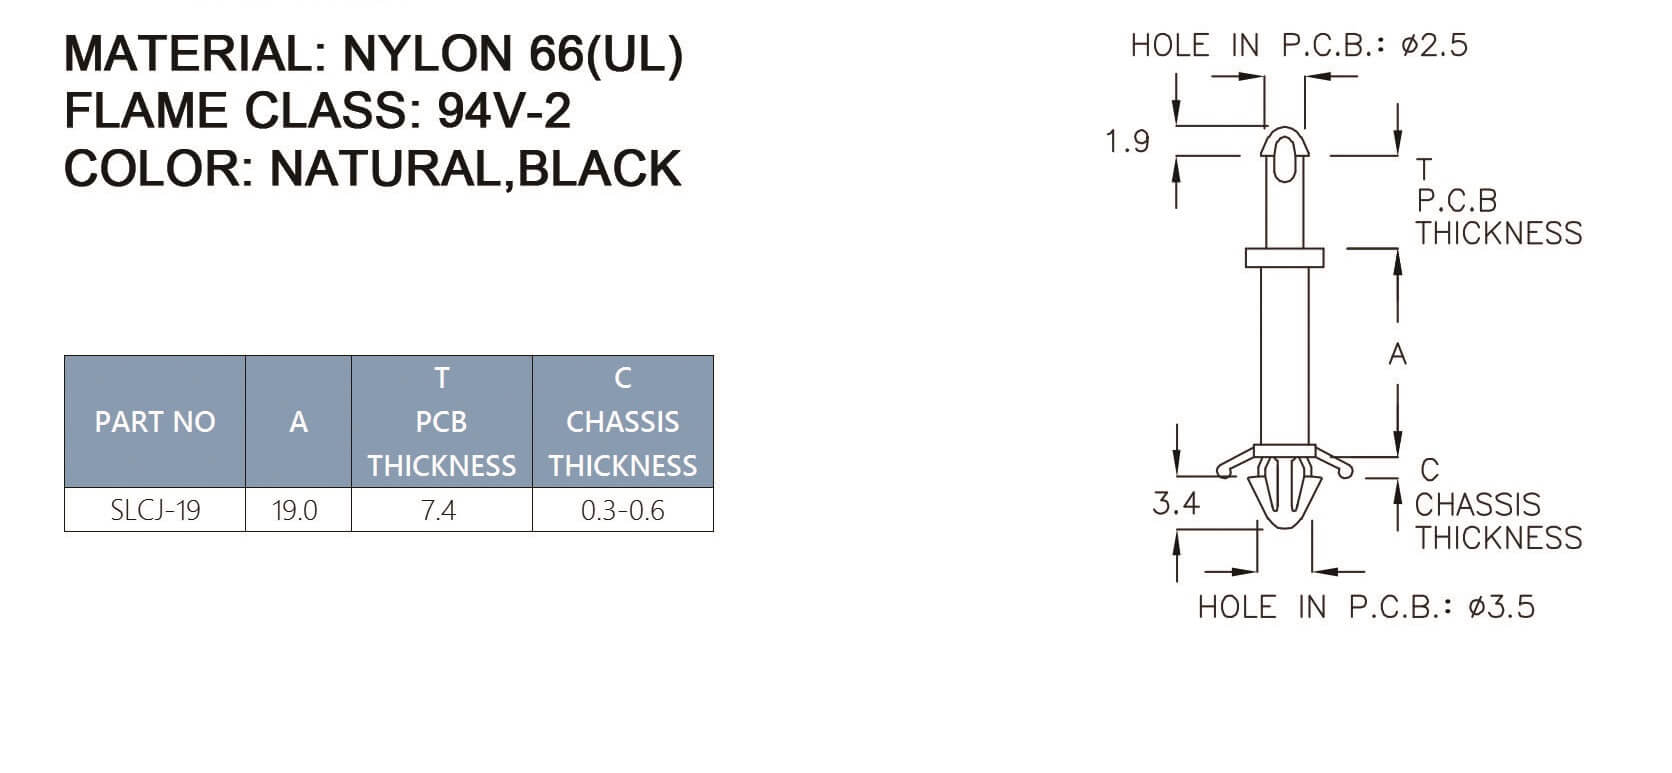 MATERIAL: NYLON 66(UL)
FLAME CLASS: 94V-2
COLOR: NATURAL,BLACK
PART NO
A
T
PCB
THICKNESS
C
CHASSIS
THICKNESS
SLCJ-19
19.0
7.4
0.3-0.6
HOLE IN P.C.B.: ø2.5
1.9
T
P.C.B
THICKNESS
A
3.4
C
CHASSIS
THICKNESS
HOLE IN P.C.B.: ø3.5